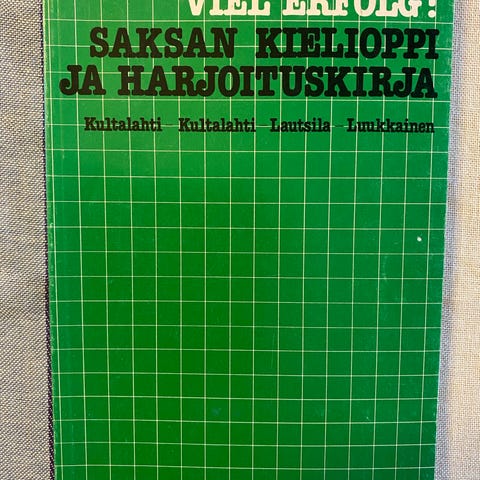 VIEL ERFOLG!
SAKSAN KIELIOPPI
JA HARJOITUSKIRJA
Kultalahti – Kultalahti – Lautsila – Luukkainen